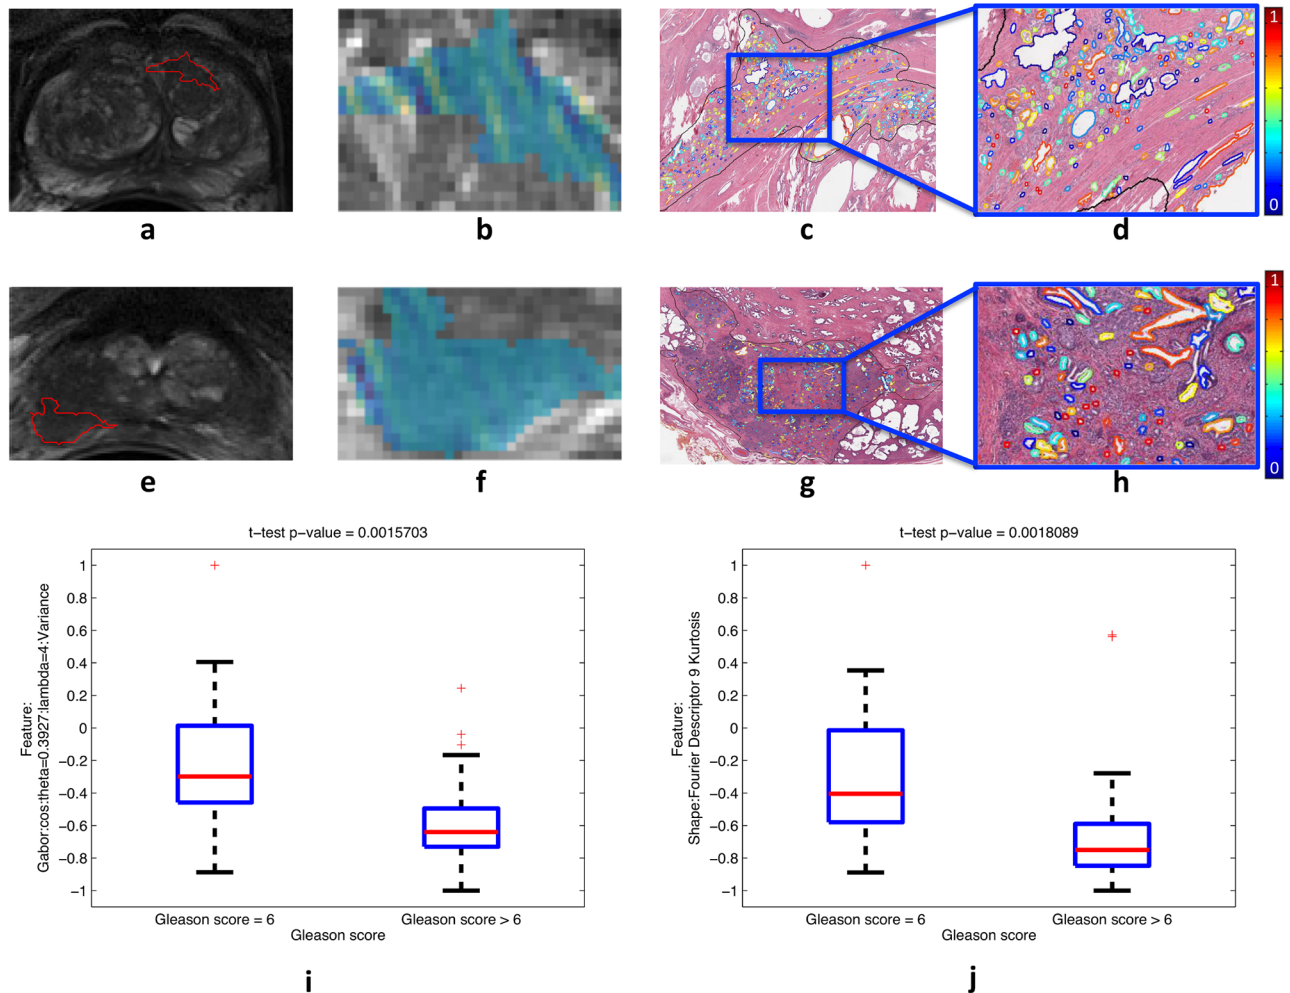 1
0
a
b
c
d
1
0
e
f
g
h
t-test p-value = 0.0015703
Feature:
Gabor:cos:theta=0.3927:lambda=4:Variance
1
0.8
0.6
0.4
0.2
0
−0.2
−0.4
−0.6
−0.8
−1
Gleason score = 6
Gleason score > 6
Gleason score
i
t-test p-value = 0.0018089
Feature:
Shape:Fourier Descriptor 9 Kurtosis
1
0.8
0.6
0.4
0.2
0
−0.2
−0.4
−0.6
−0.8
−1
Gleason score = 6
Gleason score > 6
Gleason score
j